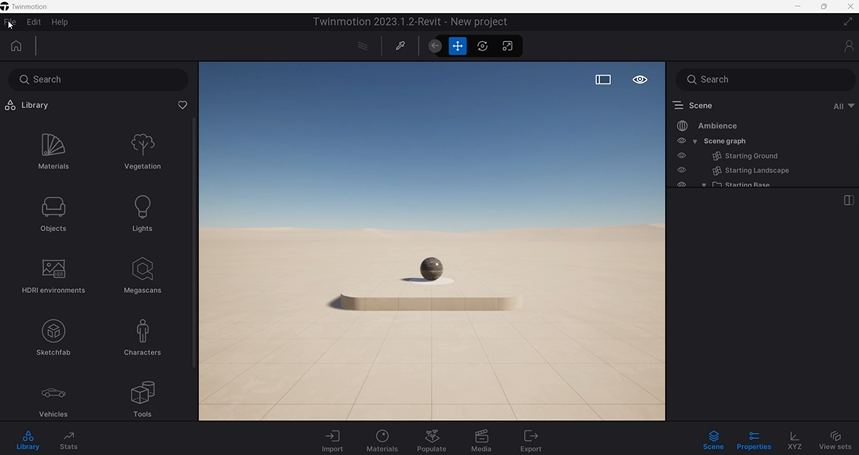 Twinmotion
File Edit Help
Twinmotion 2023.1.2-Revit - New project
Search
Library
Materials
Vegetation
Objects
Lights
HDRI environments
Megascans
Sketchfab
Characters
Vehicles
Tools
Search
Scene
All
Ambience
Scene graph
Starting Ground
Starting Landscape
Starting Base
Library
Stats
Import
Materials
Populate
Media
Export
Scene
Properties
XYZ
View sets